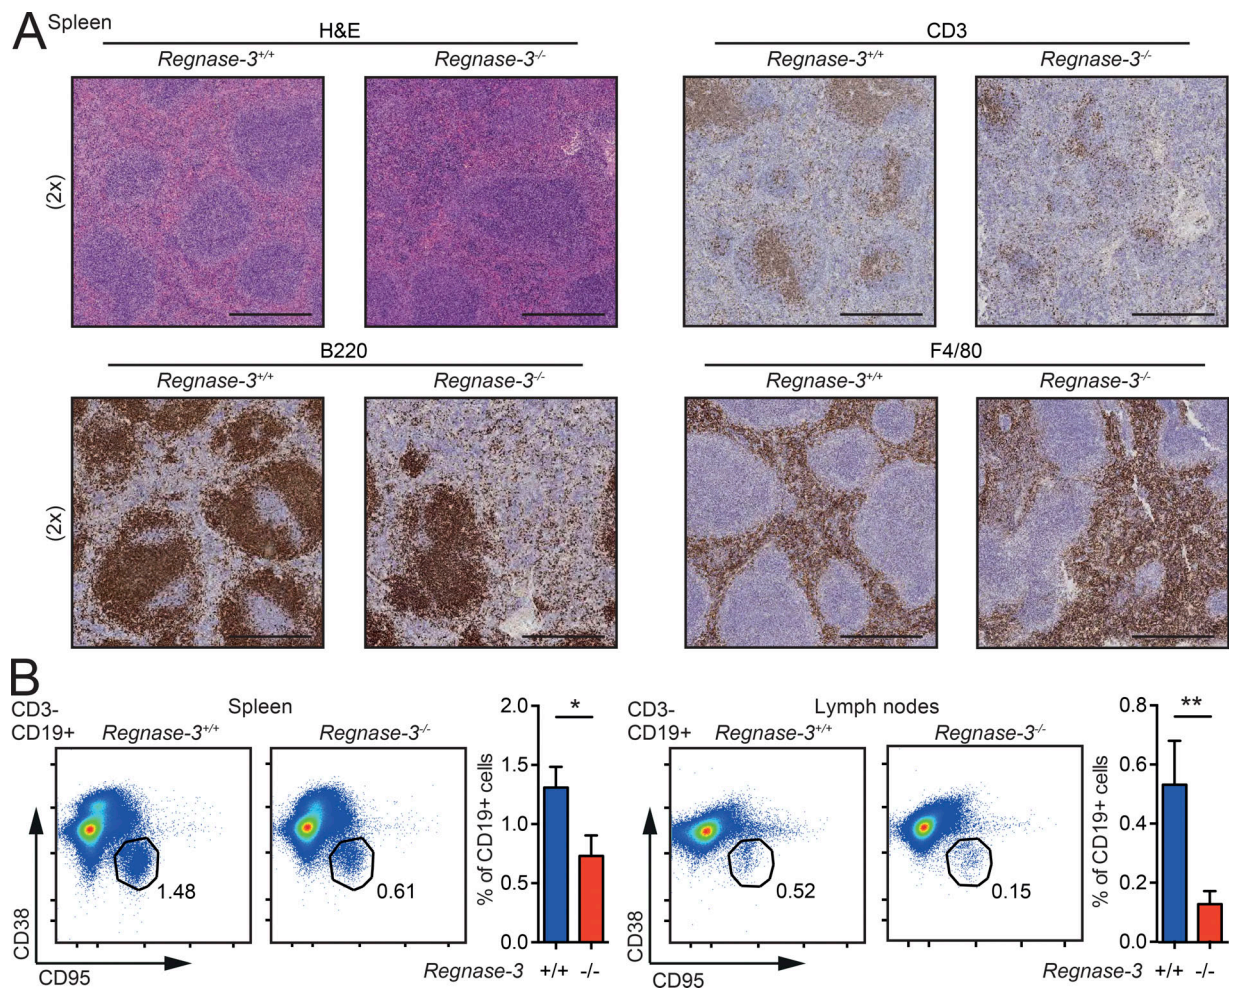 A Spleen
H&E
CD3
Regnase-3+/+ Regnase-3-/- Regnase-3+/+ Regnase-3-/-
(2x)
B220
F4/80
Regnase-3+/+ Regnase-3-/- Regnase-3+/+ Regnase-3-/-
(2x)
B
CD3-
CD19+
Spleen
Regnase-3+/+ Regnase-3-/-
1.48
0.61
CD38
CD95
% of CD19+ cells
2.0
1.5
1.0
0.5
0.0
*
Regnase-3 +/+ -/-
CD3-
CD19+
Lymph nodes
Regnase-3+/+ Regnase-3-/-
0.52
0.15
CD38
CD95
% of CD19+ cells
0.8
0.6
0.4
0.2
0.0
**
Regnase-3 +/+ -/-